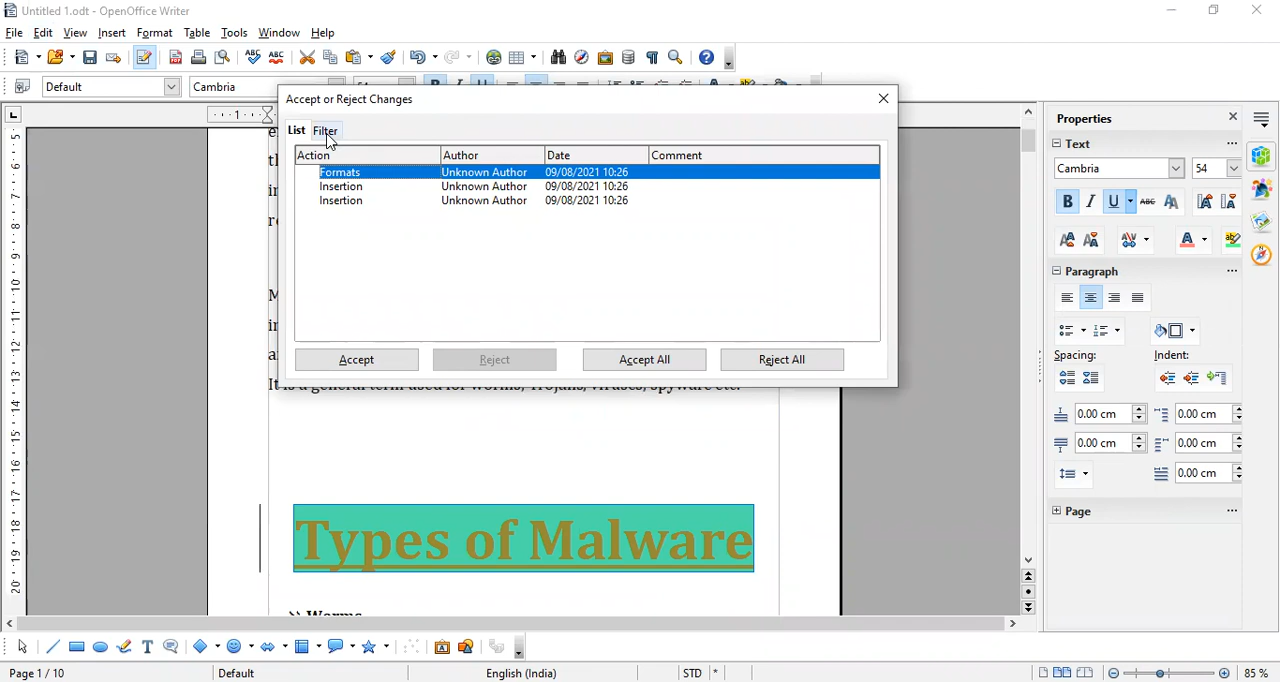 Untitled 1.odt - OpenOffice Writer
File Edit View Insert Format Table Tools Window Help
Default Cambria
Accept or Reject Changes
List Filter
Action Author Date Comment
Formats Unknown Author 09/08/2021 10:26
Insertion Unknown Author 09/08/2021 10:26
Insertion Unknown Author 09/08/2021 10:26
Accept Reject Accept All Reject All
It is a general term used for worms, Trojans, viruses, spyware etc.
Types of Malware
Worms
Properties
Text
Cambria 54
Paragraph
Spacing: Indent:
0.00 cm 0.00 cm
0.00 cm 0.00 cm
0.00 cm
Page
Page 1 / 10 Default English (India) STD * 85 %